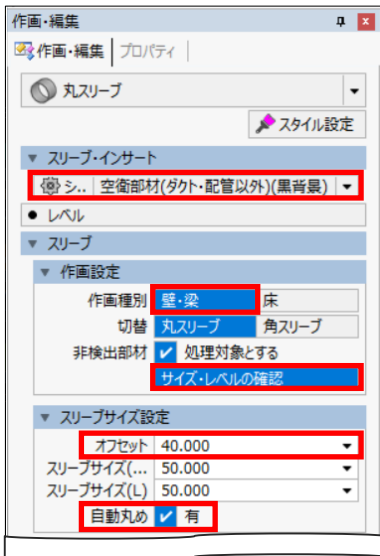 作画・編集
作画・編集 プロパティ
丸スリーブ
スタイル設定
スリーブ・インサート
シ.. 空衛部材(ダクト・配管以外)(黒背景)
レベル
スリーブ
作画設定
作画種別 壁・梁 床
切替 丸スリーブ 角スリーブ
非検出部材 処理対象とする
サイズ・レベルの確認
スリーブサイズ設定
オフセット 40.000
スリーブサイズ(... 50.000
スリーブサイズ(L) 50.000
自動丸め 有